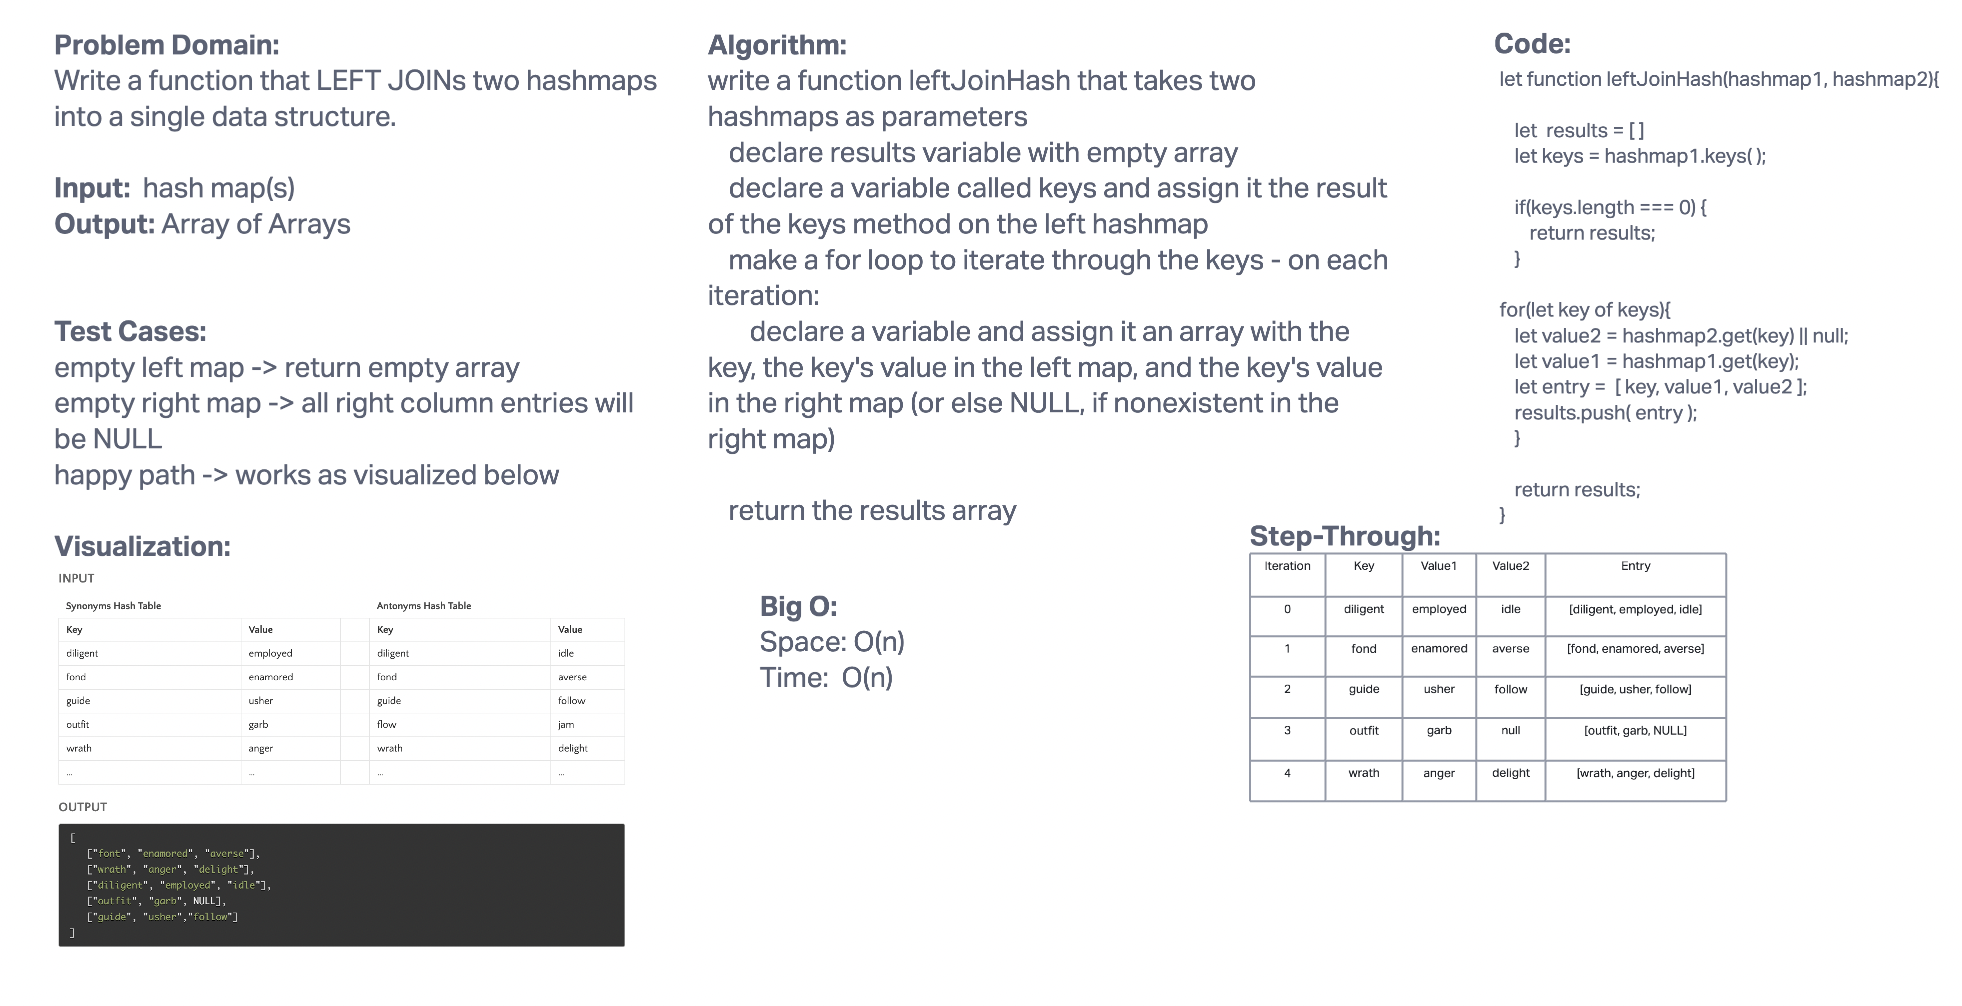 Problem Domain:
Write a function that LEFT JOINs two hashmaps
into a single data structure.
Input: hash map(s)
Output: Array of Arrays
Test Cases:
empty left map -> return empty array
empty right map -> all right column entries will
be NULL
happy path -> works as visualized below
Visualization:
INPUT
Synonyms Hash Table Antonyms Hash Table
Key Value Key Value
diligent employed diligent idle
fond enamored fond averse
guide usher guide follow
outfit garb flow jam
wrath anger wrath delight
... ... ... ...
OUTPUT
[
["font", "enamored", "averse"],
["wrath", "anger", "delight"],
["diligent", "employed", "idle"],
["outfit", "garb", NULL],
["guide", "usher","follow"]
]
Algorithm:
write a function leftJoinHash that takes two
hashmaps as parameters
declare results variable with empty array
declare a variable called keys and assign it the result
of the keys method on the left hashmap
make a for loop to iterate through the keys - on each
iteration:
declare a variable and assign it an array with the
key, the key's value in the left map, and the key's value
in the right map (or else NULL, if nonexistent in the
right map)
return the results array
Big O:
Space: O(n)
Time: O(n)
Code:
let function leftJoinHash(hashmap1, hashmap2){
let results = [ ]
let keys = hashmap1.keys( );
if(keys.length === 0) {
return results;
}
for(let key of keys){
let value2 = hashmap2.get(key) || null;
let value1 = hashmap1.get(key);
let entry = [ key, value1, value2 ];
results.push( entry );
}
return results;
}
Step-Through:
Iteration Key Value1 Value2 Entry
0 diligent employed idle [diligent, employed, idle]
1 fond enamored averse [fond, enamored, averse]
2 guide usher follow [guide, usher, follow]
3 outfit garb null [outfit, garb, NULL]
4 wrath anger delight [wrath, anger, delight]